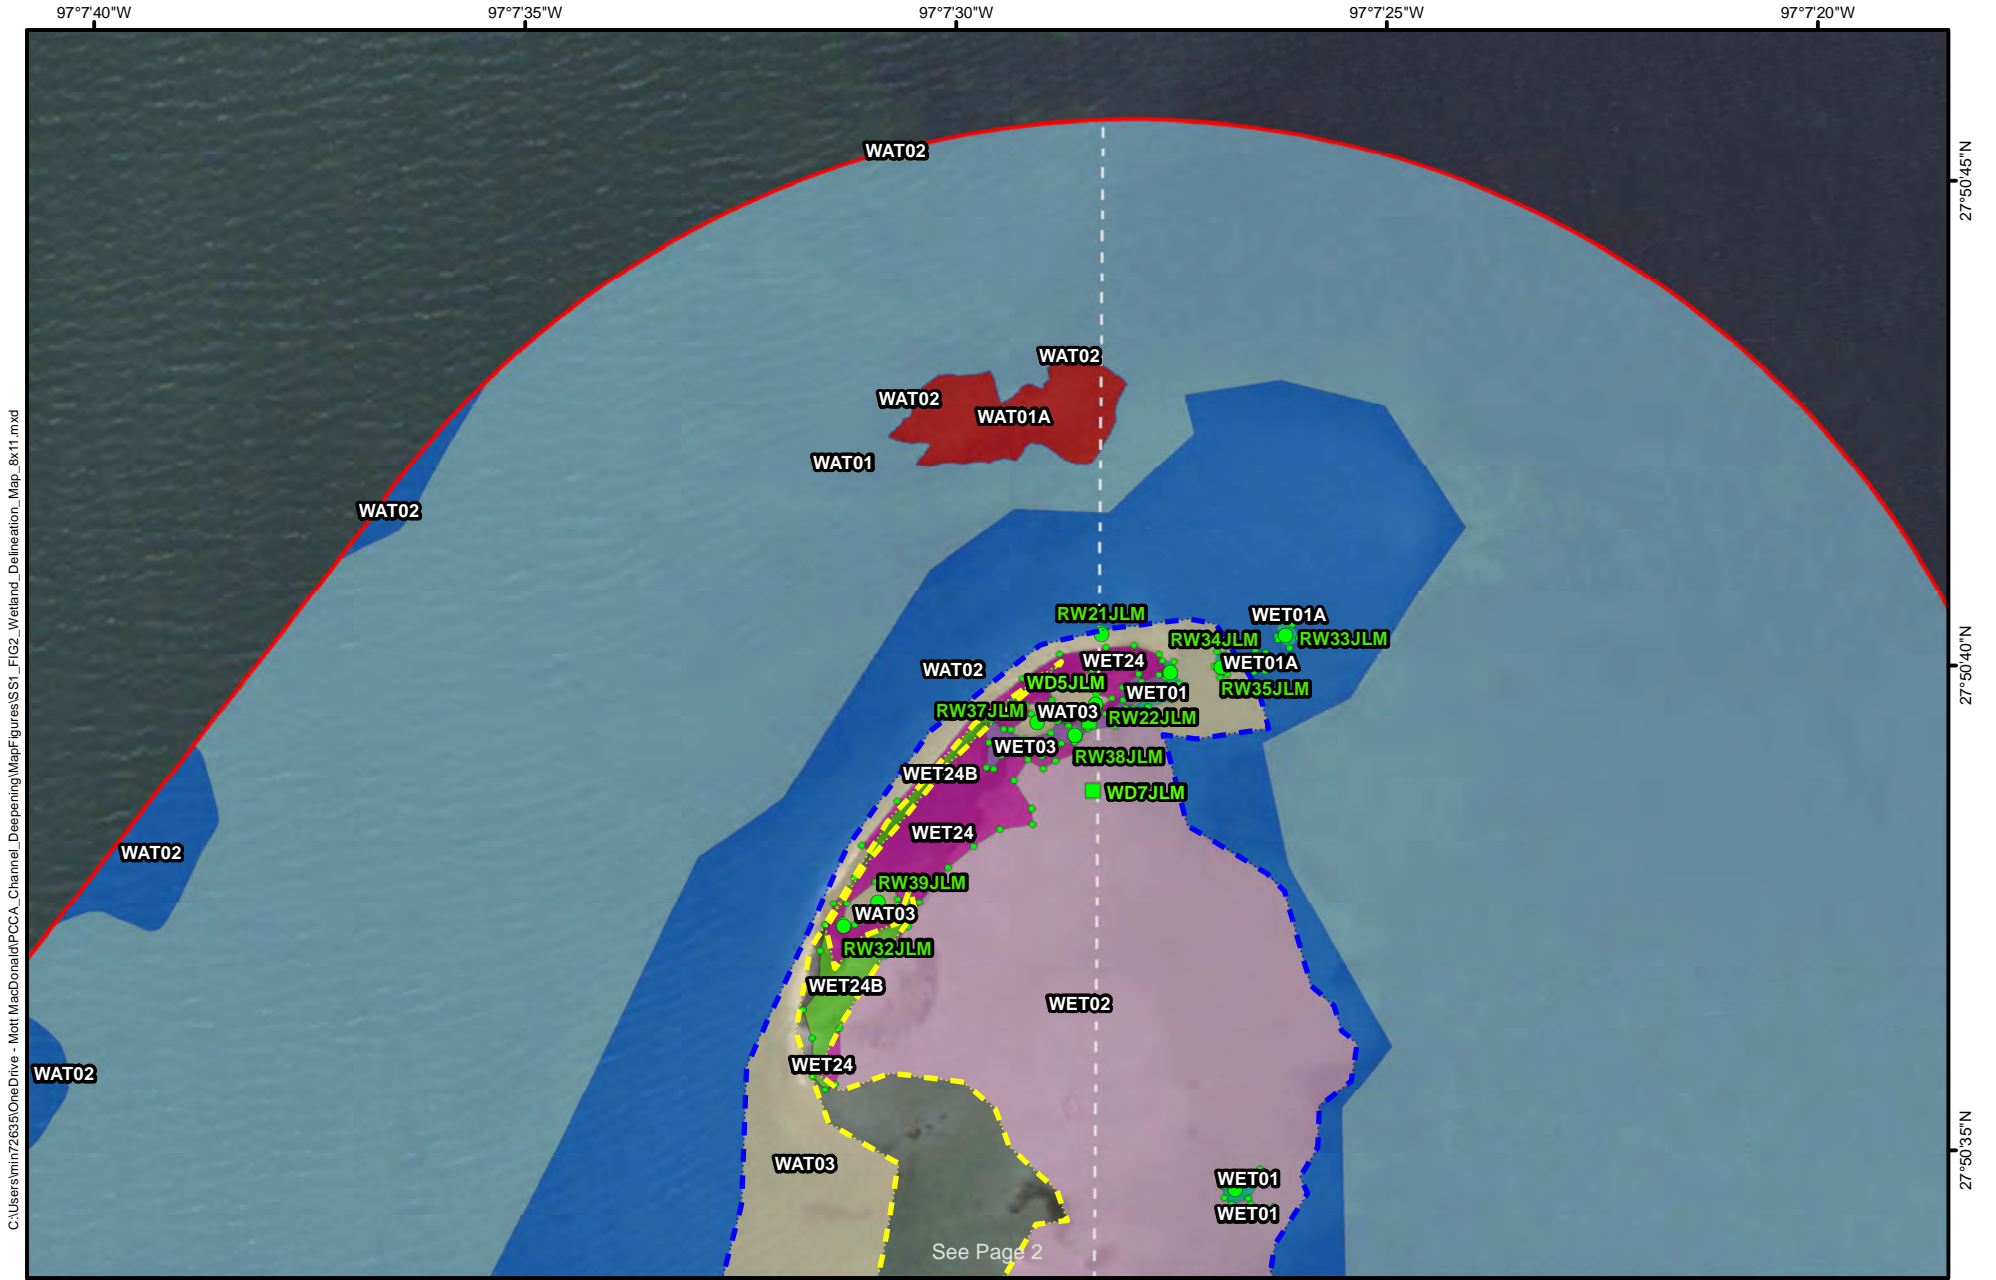 97°7'40"W
97°7'35"W
97°7'30"W
97°7'25"W
97°7'20"W
27°50'45"N
27°50'40"N
27°50'35"N
C:\Users\min72635\OneDrive - Mott MacDonald\PCCA_Channel_Deepening\MapFigures\SS1_FIG2_Wetland_Delineation_Map_8x11.mxd
WAT02
WAT02
WAT02
WAT01A
WAT01
WAT02
RW21JLM
WET01A
RW34JLM
RW33JLM
WET24
WET01A
WAT02
WD5JLM
RW35JLM
WET01
RW37JLM
WAT03
RW22JLM
WET03
RW38JLM
WET24B
WD7JLM
WET24
WAT02
RW39JLM
WAT03
RW32JLM
WET24B
WET02
WET24
WAT02
WAT03
WET01
WET01
See Page 2